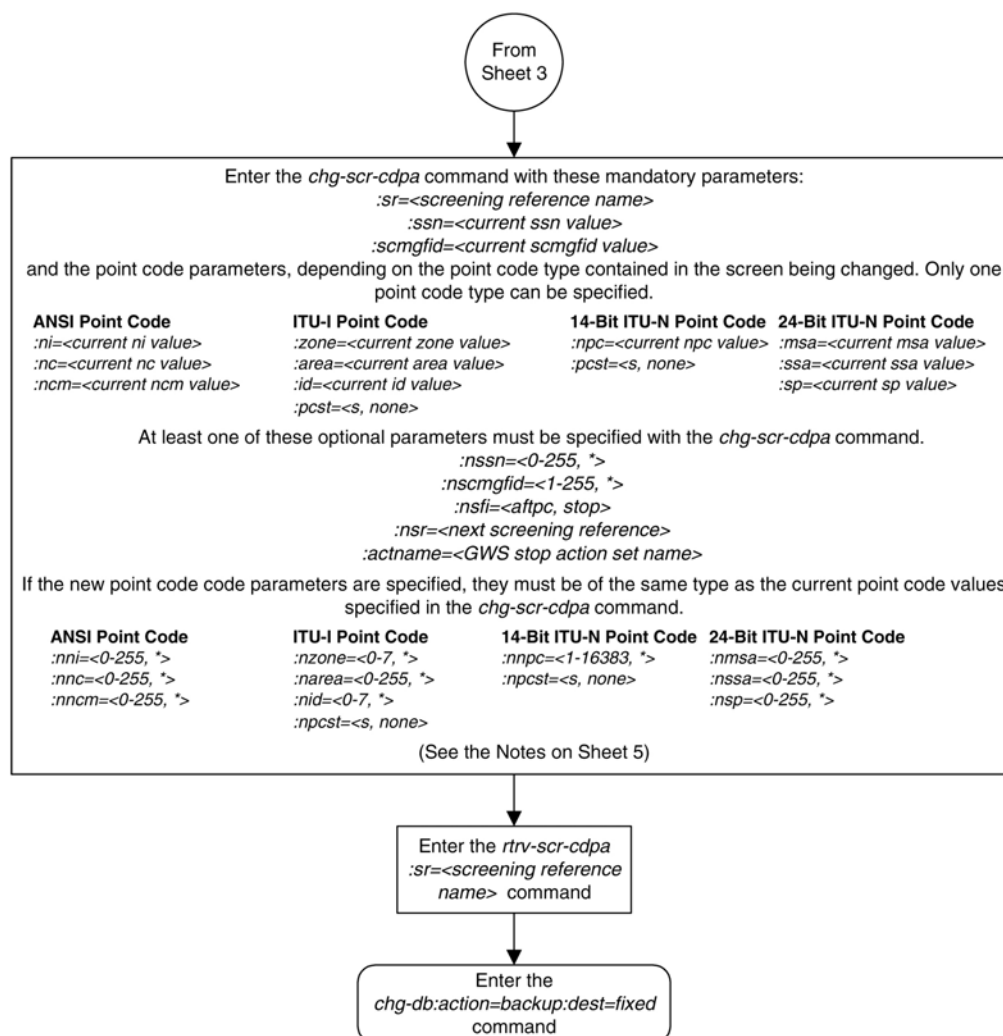 From
Sheet 3
Enter the chg-scr-cdpa command with these mandatory parameters:
:sr=<screening reference name>
:ssn=<current ssn value>
:scmgfid=<current scmgfid value>
and the point code parameters, depending on the point code type contained in the screen being changed. Only one
point code type can be specified.
ANSI Point Code
:ni=<current ni value>
:nc=<current nc value>
:ncm=<current ncm value>
ITU-I Point Code
:zone=<current zone value>
:area=<current area value>
:id=<current id value>
:pcst=<s, none>
14-Bit ITU-N Point Code
:npc=<current npc value>
:pcst=<s, none>
24-Bit ITU-N Point Code
:msa=<current msa value>
:ssa=<current ssa value>
:sp=<current sp value>
At least one of these optional parameters must be specified with the chg-scr-cdpa command.
:nssn=<0-255, *>
:nscmgfid=<1-255, *>
:nsfi=<aftpc, stop>
:nsr=<next screening reference>
:actname=<GWS stop action set name>
If the new point code code parameters are specified, they must be of the same type as the current point code values
specified in the chg-scr-cdpa command.
ANSI Point Code
:nni=<0-255, *>
:nnc=<0-255, *>
:nncm=<0-255, *>
ITU-I Point Code
:nzone=<0-7, *>
:narea=<0-255, *>
:nid=<0-7, *>
:npcst=<s, none>
14-Bit ITU-N Point Code
:nnpc=<1-16383, *>
:npcst=<s, none>
24-Bit ITU-N Point Code
:nmsa=<0-255, *>
:nssa=<0-255, *>
:nsp=<0-255, *>
(See the Notes on Sheet 5)
Enter the rtrv-scr-cdpa
:sr=<screening reference
name> command
Enter the
chg-db:action=backup:dest=fixed
command